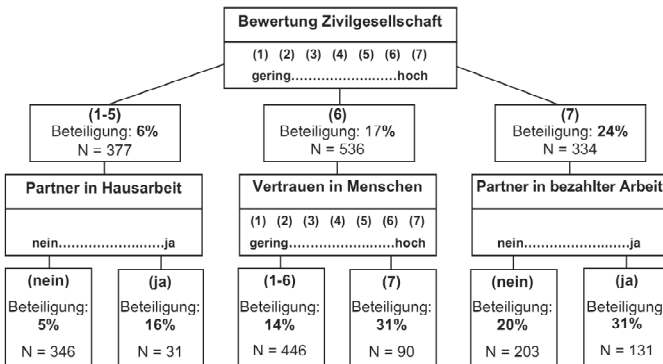 Bewertung Zivilgesellschaft
(1) (2) (3) (4) (5) (6) (7)
gering.............................hoch
(1-5)
Beteiligung: 6%
N = 377
(6)
Beteiligung: 17%
N = 536
(7)
Beteiligung: 24%
N = 334
Partner in Hausarbeit
nein...........................ja
Vertrauen in Menschen
(1) (2) (3) (4) (5) (6) (7)
gering.............................hoch
Partner in bezahlter Arbeit
nein...........................ja
(nein)
Beteiligung:
5%
N = 346
(ja)
Beteiligung:
16%
N = 31
(1-6)
Beteiligung:
14%
N = 446
(7)
Beteiligung:
31%
N = 90
(nein)
Beteiligung:
20%
N = 203
(ja)
Beteiligung:
31%
N = 131